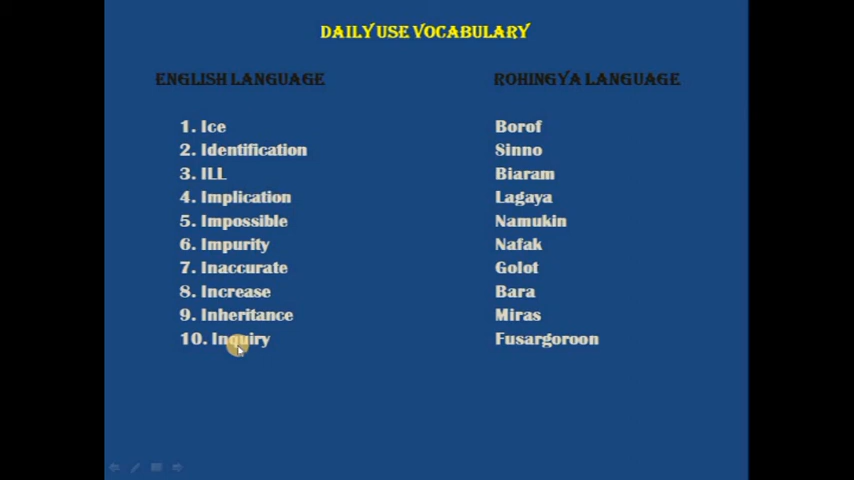 DAILY USE VOCABULARY
ENGLISH LANGUAGE ROHINGYA LANGUAGE
1. Ice Borof
2. Identification Sinno
3. ILL Biaram
4. Implication Lagaya
5. Impossible Namukin
6. Impurity Nafak
7. Inaccurate Golot
8. Increase Bara
9. Inheritance Miras
10. Inquiry Fusargoroon